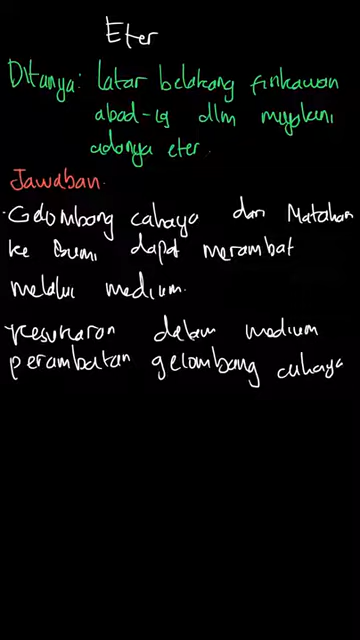 Eter
Ditanya: latar belakang fisikawan
abad-19 dlm meyakini
adanya eter.
Jawaban.
· Gelombang cahaya dari Matahari
ke Bumi dapat merambat
melalui medium.
Kesukaran dalam medium
perambatan gelombang cahaya